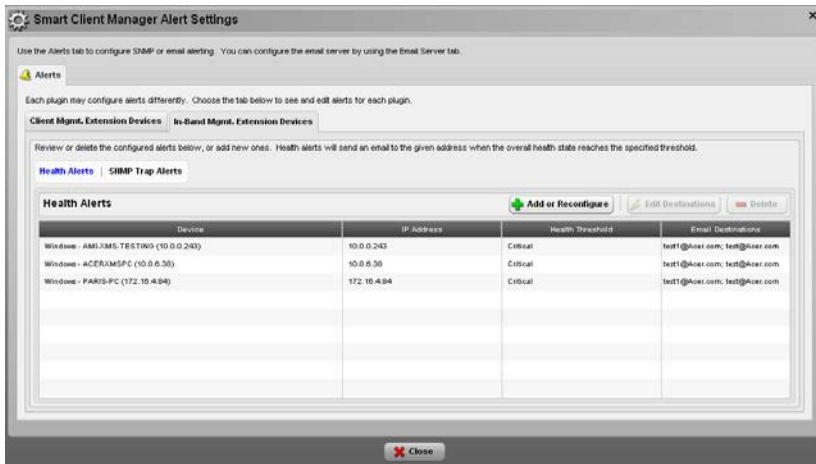 Smart Client Manager Alert Settings
Use the Alerts tab to configure SNMP or email alerting. You can configure the email server by using the Email Server tab.
Alerts
Each plugin may configure alerts differently. Choose the tab below to see and edit alerts for each plugin.
Client Mgmt. Extension Devices In-Band Mgmt. Extension Devices
Review or delete the configured alerts below, or add new ones. Health alerts will send an email to the given address when the overall health state reaches the specified threshold.
Health Alerts | SNMP Trap Alerts
Health Alerts Add or Reconfigure Edit Destinations Delete
Device IP Address Health Threshold Email Destinations
Windows - AMI-XMS-TESTING (10.0.0.243) 10.0.0.243 Critical test1@Acer.com; test@Acer.com
Windows - ACERXMSPC (10.0.6.38) 10.0.6.38 Critical test1@Acer.com; test@Acer.com
Windows - PARIS-PC (172.16.4.94) 172.16.4.94 Critical test1@Acer.com; test@Acer.com
Close